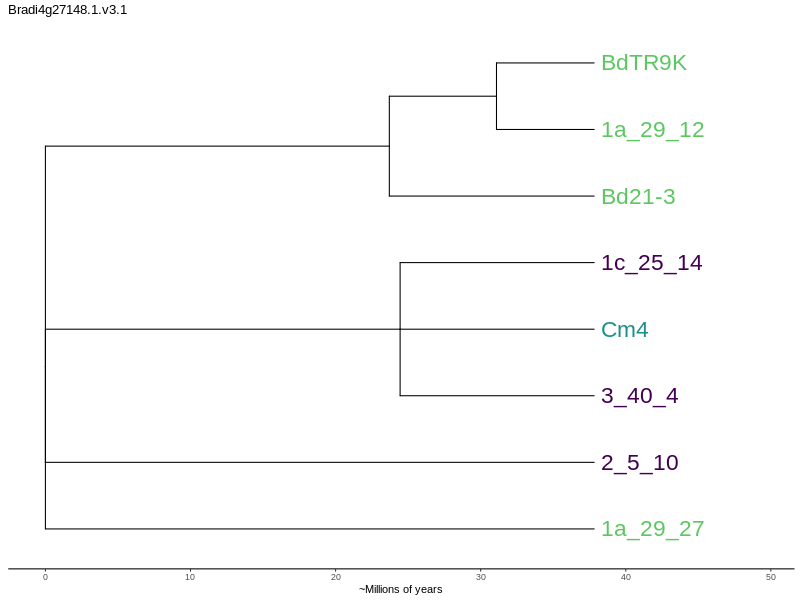 Bradi4g27148.1.v3.1
BdTR9K
1a_29_12
Bd21-3
1c_25_14
Cm4
3_40_4
2_5_10
1a_29_27
0 10 20 30 40 50
~Millions of years